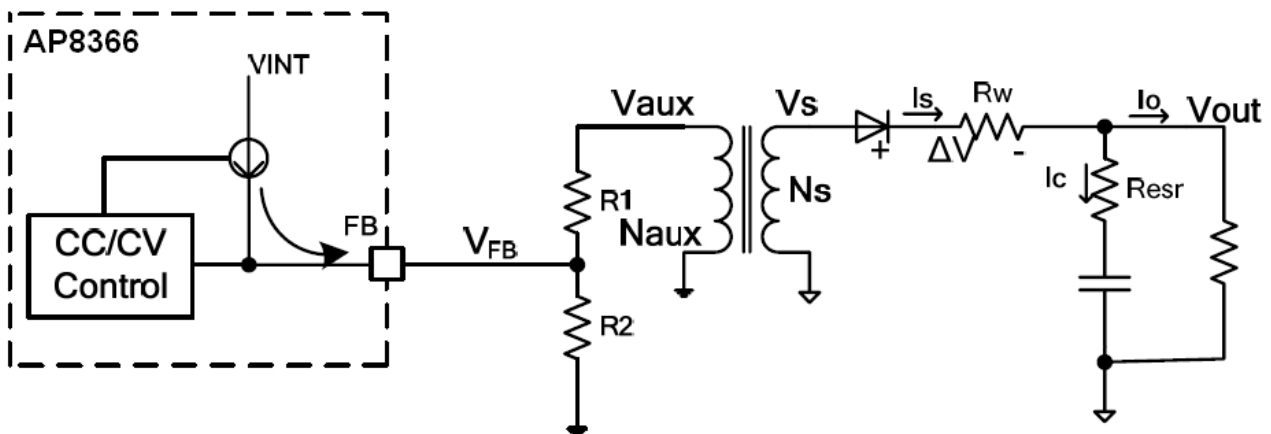 AP8366
VINT
CC/CV
Control
FB
VFB
Vaux
R1
Naux
R2
Vs
Ns
Is
Rw
+
ΔV
-
Io
Vout
Ic
Resr